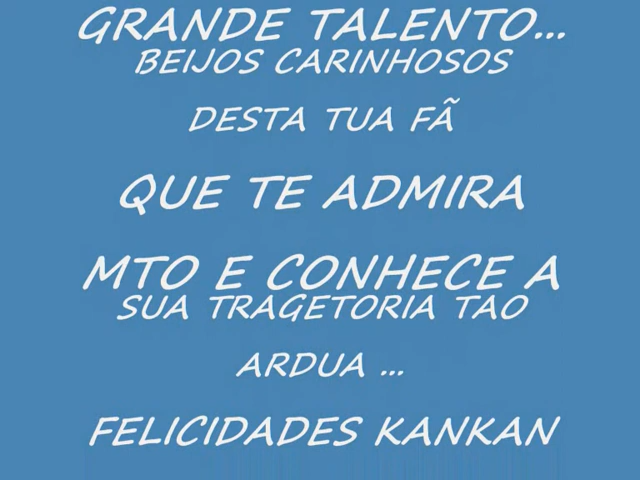 GRANDE TALENTO...
BEIJOS CARINHOSOS
DESTA TUA FÃ
QUE TE ADMIRA
MTO E CONHECE A
SUA TRAGETORIA TAO
ARDUA ...
FELICIDADES KANKAN